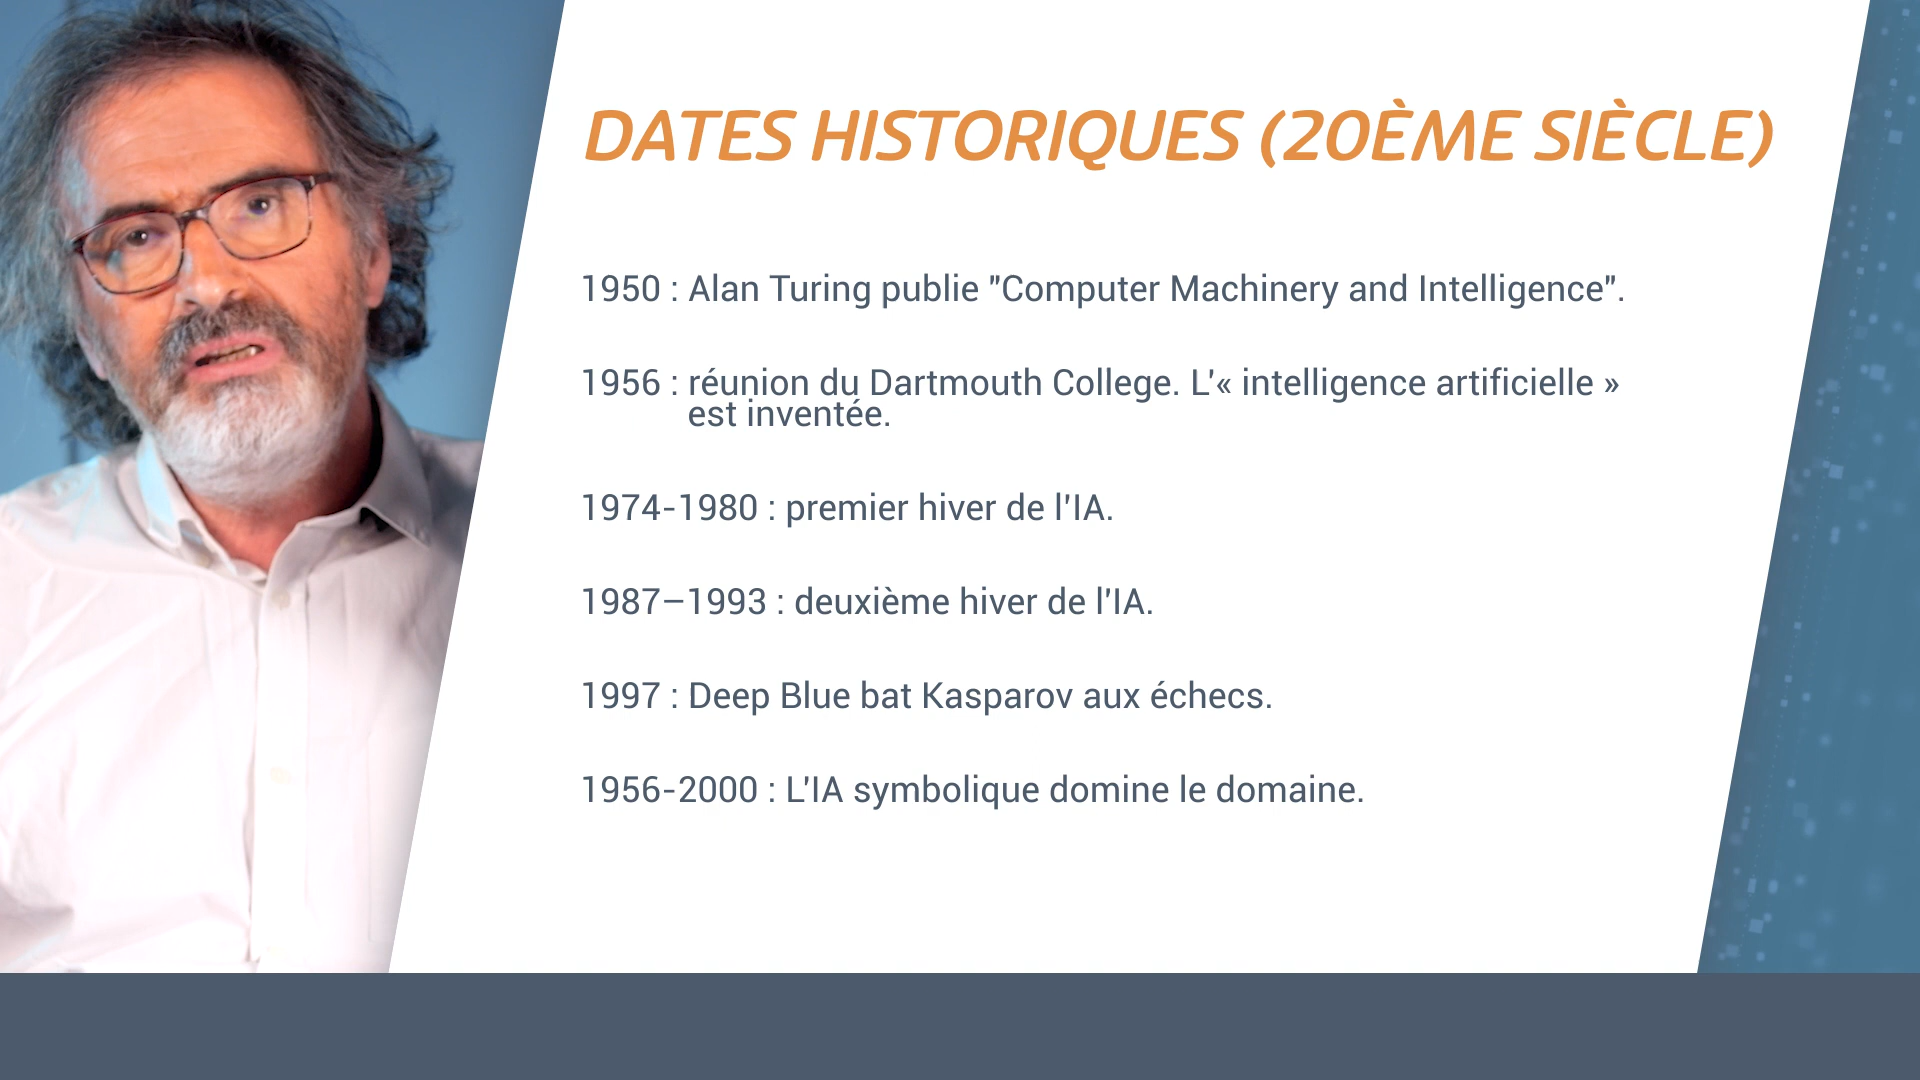 DATES HISTORIQUES (20ÈME SIÈCLE)
1950 : Alan Turing publie "Computer Machinery and Intelligence".
1956 : réunion du Dartmouth College. L'« intelligence artificielle »
est inventée.
1974-1980 : premier hiver de l'IA.
1987–1993 : deuxième hiver de l'IA.
1997 : Deep Blue bat Kasparov aux échecs.
1956-2000 : L'IA symbolique domine le domaine.